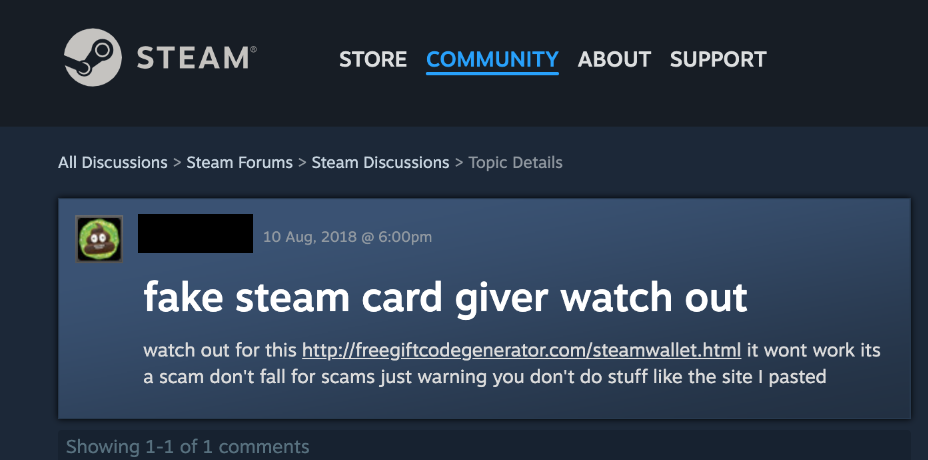 STEAM®
STORE COMMUNITY ABOUT SUPPORT
All Discussions > Steam Forums > Steam Discussions > Topic Details
10 Aug, 2018 @ 6:00pm
fake steam card giver watch out
watch out for this http://freegiftcodegenerator.com/steamwallet.html it wont work its
a scam don't fall for scams just warning you don't do stuff like the site I pasted
Showing 1-1 of 1 comments